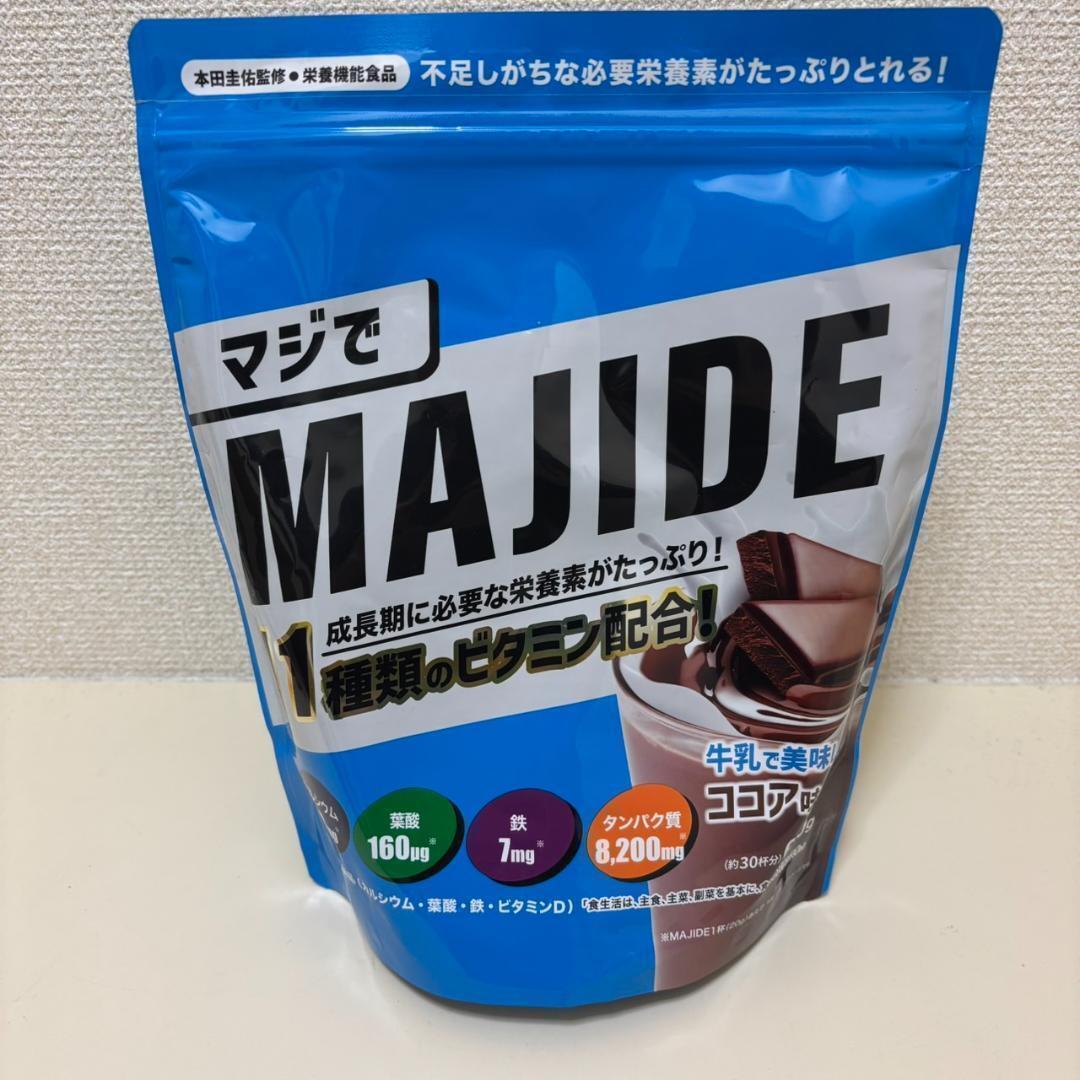 本田圭佑監修●栄養機能食品
不足しがちな必要栄養素がたっぷりとれる！
マジで
MAJIDE
成長期に必要な栄養素がたっぷり！
11種類のビタミン配合！
牛乳で美味
ココア味
葉酸
160μg※
鉄
7mg※
タンパク質
8,200mg※
(約30杯分)
カルシウム・葉酸・鉄・ビタミンD)
「食生活は、主食、主菜、副菜を基本に、
※MAJIDE1杯(20g)